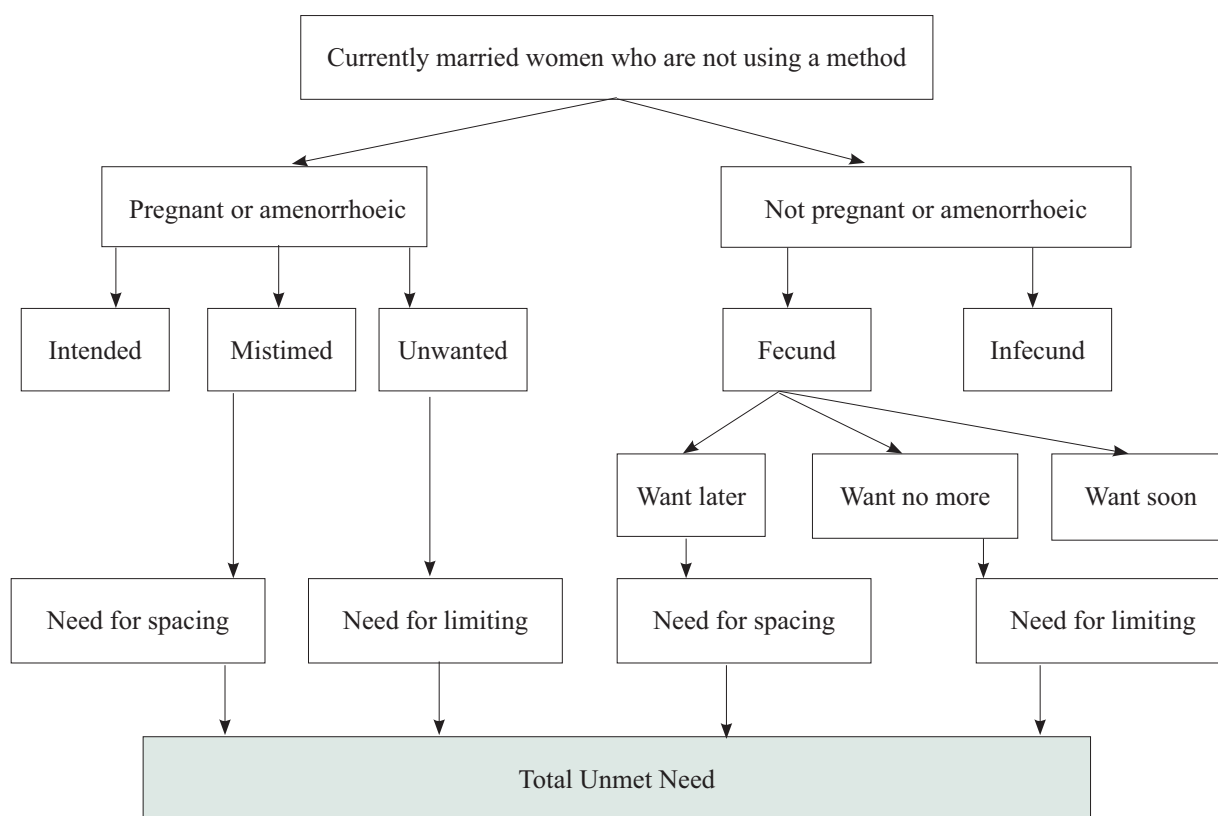 Currently married women who are not using a method
Pregnant or amenorrhoeic
Not pregnant or amenorrhoeic
Intended
Mistimed
Unwanted
Fecund
Infecund
Want later
Want no more
Want soon
Need for spacing
Need for limiting
Need for spacing
Need for limiting
Total Unmet Need